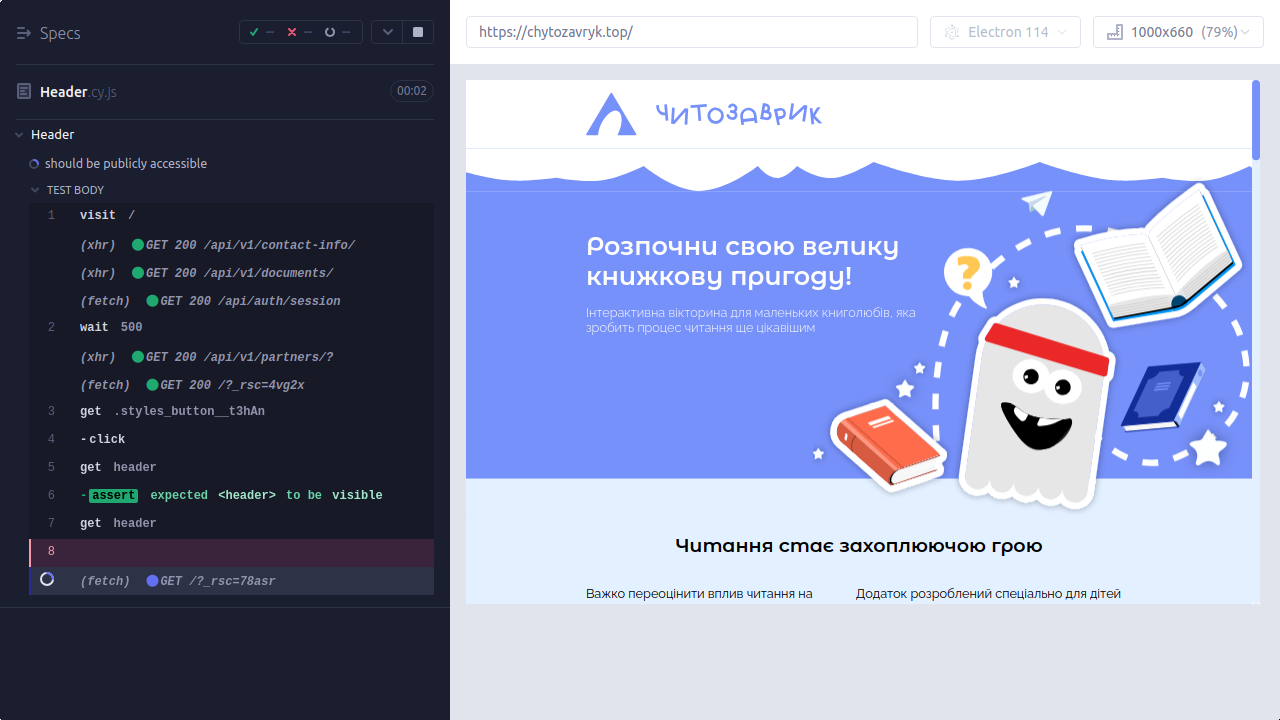 Specs
--
--
--
Header.cy.js
00:02
Header
should be publicly accessible
TEST BODY
1 visit /
(xhr) GET 200 /api/v1/contact-info/
(xhr) GET 200 /api/v1/documents/
(fetch) GET 200 /api/auth/session
2 wait 500
(xhr) GET 200 /api/v1/partners/?
(fetch) GET 200 /?_rsc=4vg2x
3 get .styles_button__t3hAn
4 -click
5 get header
6 -assert expected <header> to be visible
7 get header
8
(fetch) GET /?_rsc=78asr
https://chytozavryk.top/
Electron 114
1000x660 (79%)
ЧИТОЗАВРИК
Розпочни свою велику
книжкову пригоду!
Інтерактивна вікторина для маленьких книголюбів, яка
зробить процес читання ще цікавішим
?
Читання стає захоплюючою грою
Важко переоцінити вплив читання на
Додаток розроблений спеціально для дітей